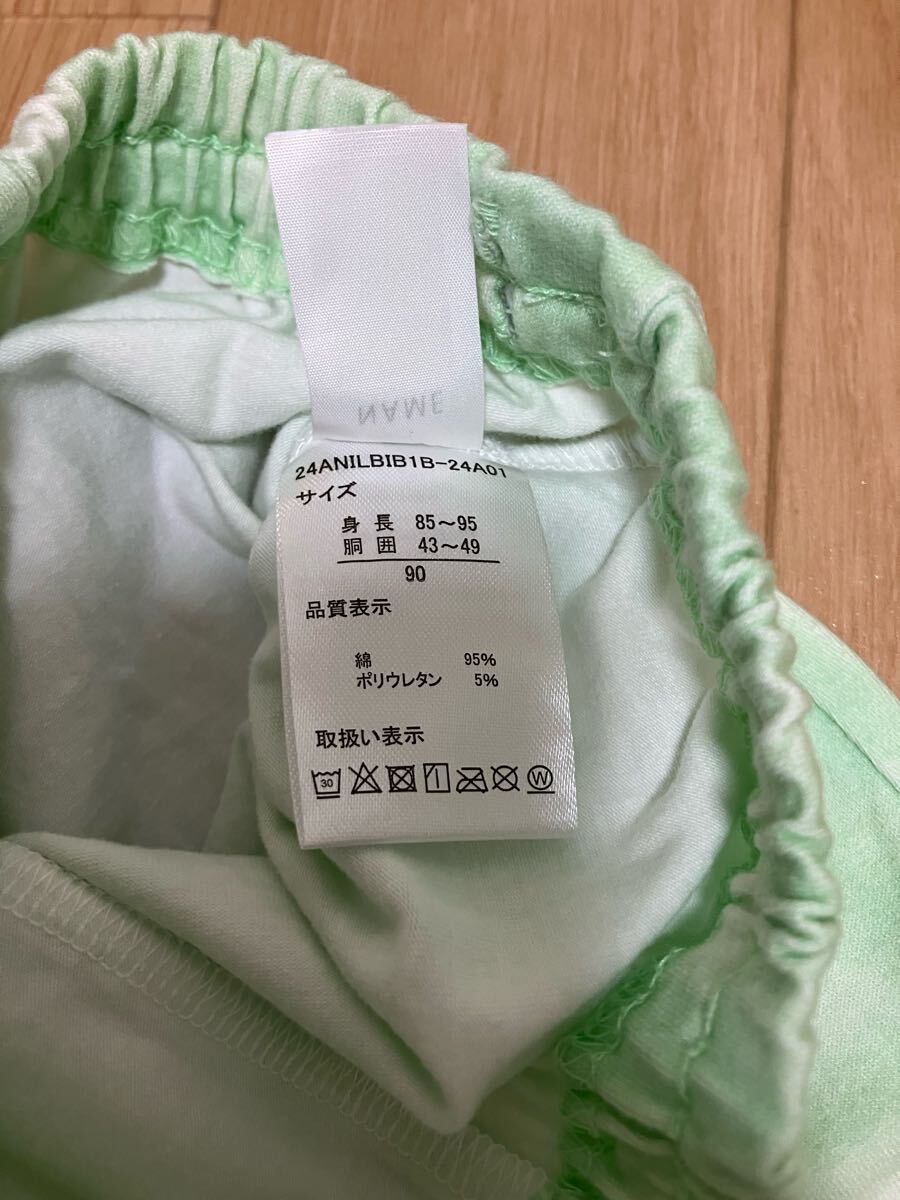 NAME
24ANILBIB1B-24A01
サイズ
身長 85～95
胴囲 43～49
90
品質表示
綿 95%
ポリウレタン 5%
取扱い表示
30 W